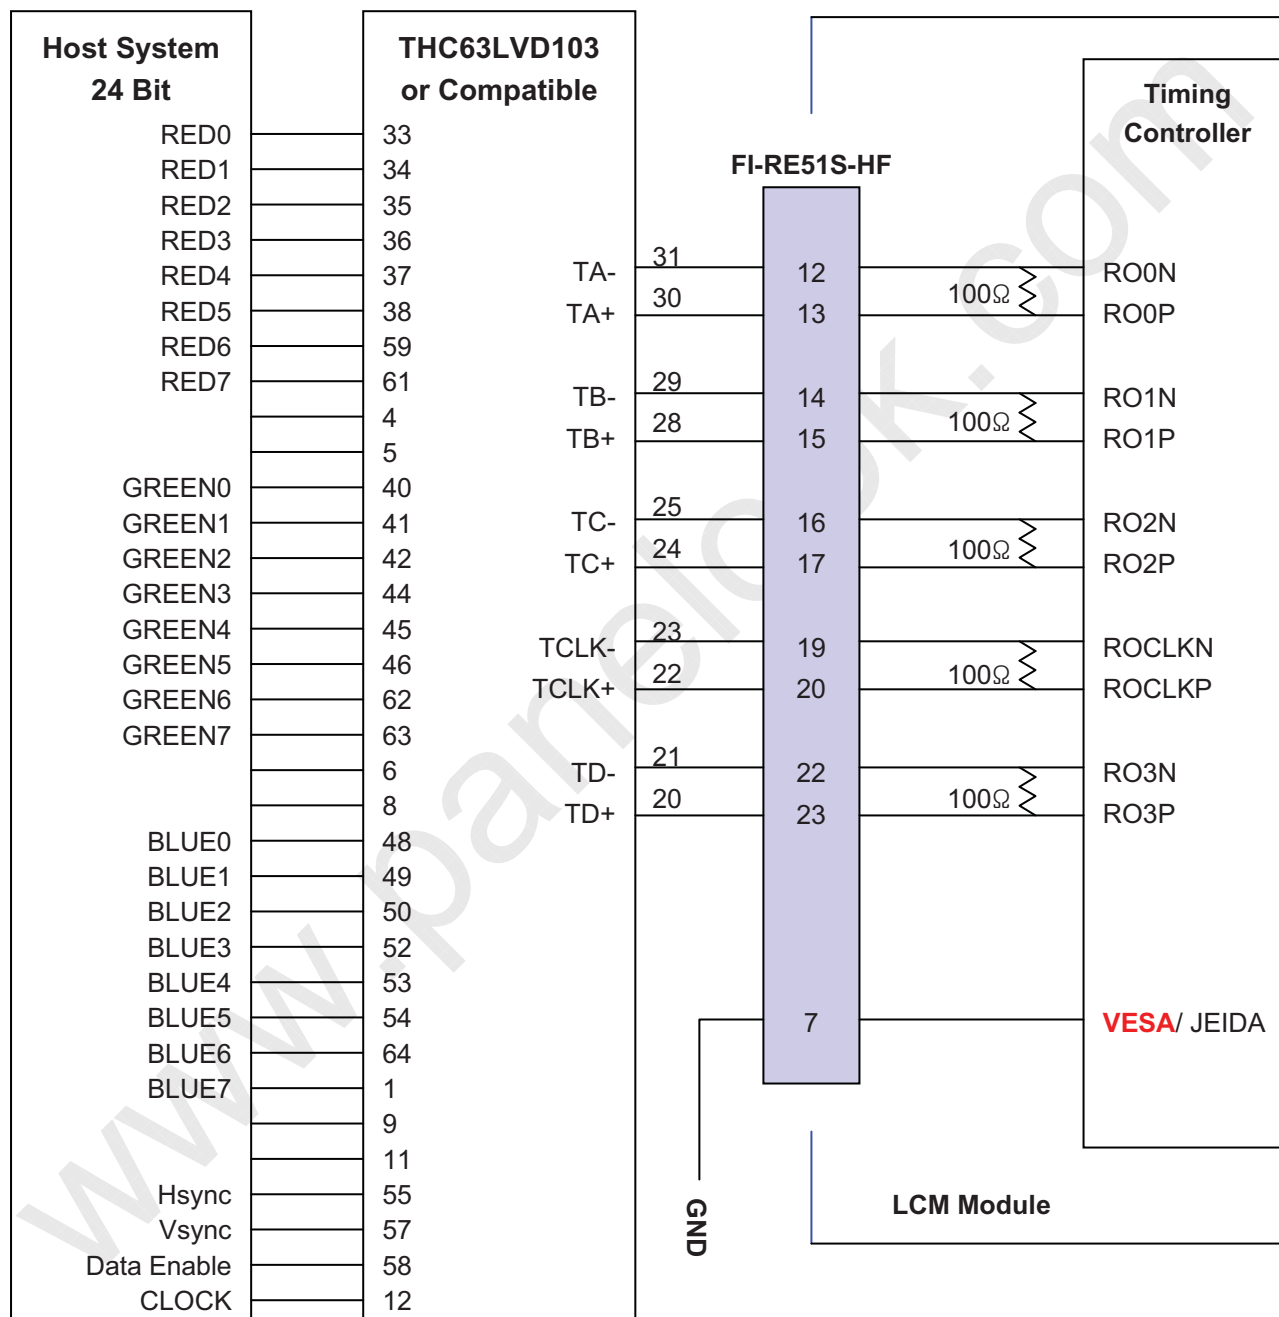 Host System
24 Bit
RED0
RED1
RED2
RED3
RED4
RED5
RED6
RED7
GREEN0
GREEN1
GREEN2
GREEN3
GREEN4
GREEN5
GREEN6
GREEN7
BLUE0
BLUE1
BLUE2
BLUE3
BLUE4
BLUE5
BLUE6
BLUE7
Hsync
Vsync
Data Enable
CLOCK
THC63LVD103
or Compatible
33
34
35
36
37
38
59
61
4
5
40
41
42
44
45
46
62
63
6
8
48
49
50
52
53
54
64
1
9
11
55
57
58
12
TA- 31
TA+ 30
TB- 29
TB+ 28
TC- 25
TC+ 24
TCLK- 23
TCLK+ 22
TD- 21
TD+ 20
FI-RE51S-HF
12
13
14
15
16
17
19
20
22
23
7
GND
100Ω
100Ω
100Ω
100Ω
100Ω
Timing
Controller
RO0N
RO0P
RO1N
RO1P
RO2N
RO2P
ROCLKN
ROCLKP
RO3N
RO3P
VESA/ JEIDA
LCM Module
www.panelook.com